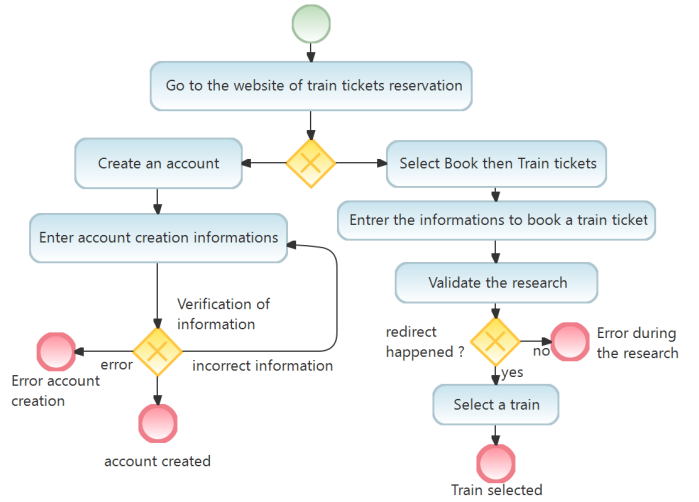 Go to the website of train tickets reservation
Create an account
Select Book then Train tickets
Enter account creation informations
Entrer the informations to book a train ticket
Validate the research
Verification of
information
redirect
happened ?
Error during
the research
no
error
incorrect information
yes
Error account
creation
Select a train
account created
Train selected